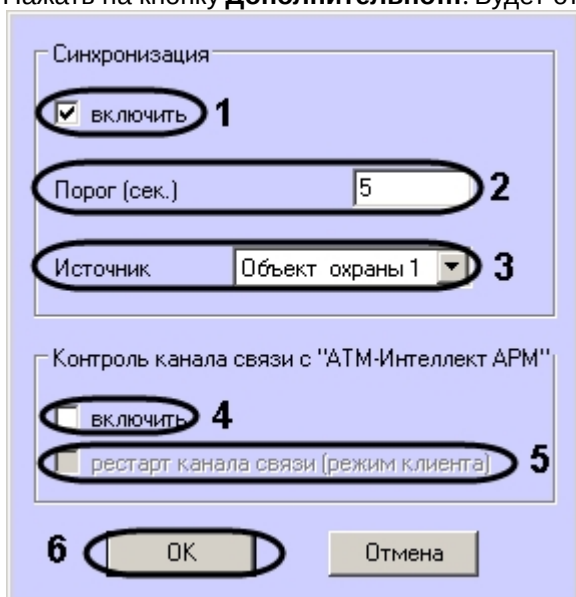 Нажать на кнопку Дополнительно.... Будет от
Синхронизация
включить 1
Порог (сек.) 5 2
Источник Объект охраны 1 3
Контроль канала связи с "АТМ-Интеллект АРМ"
включить 4
рестарт канала связи (режим клиента) 5
6 OK Отмена